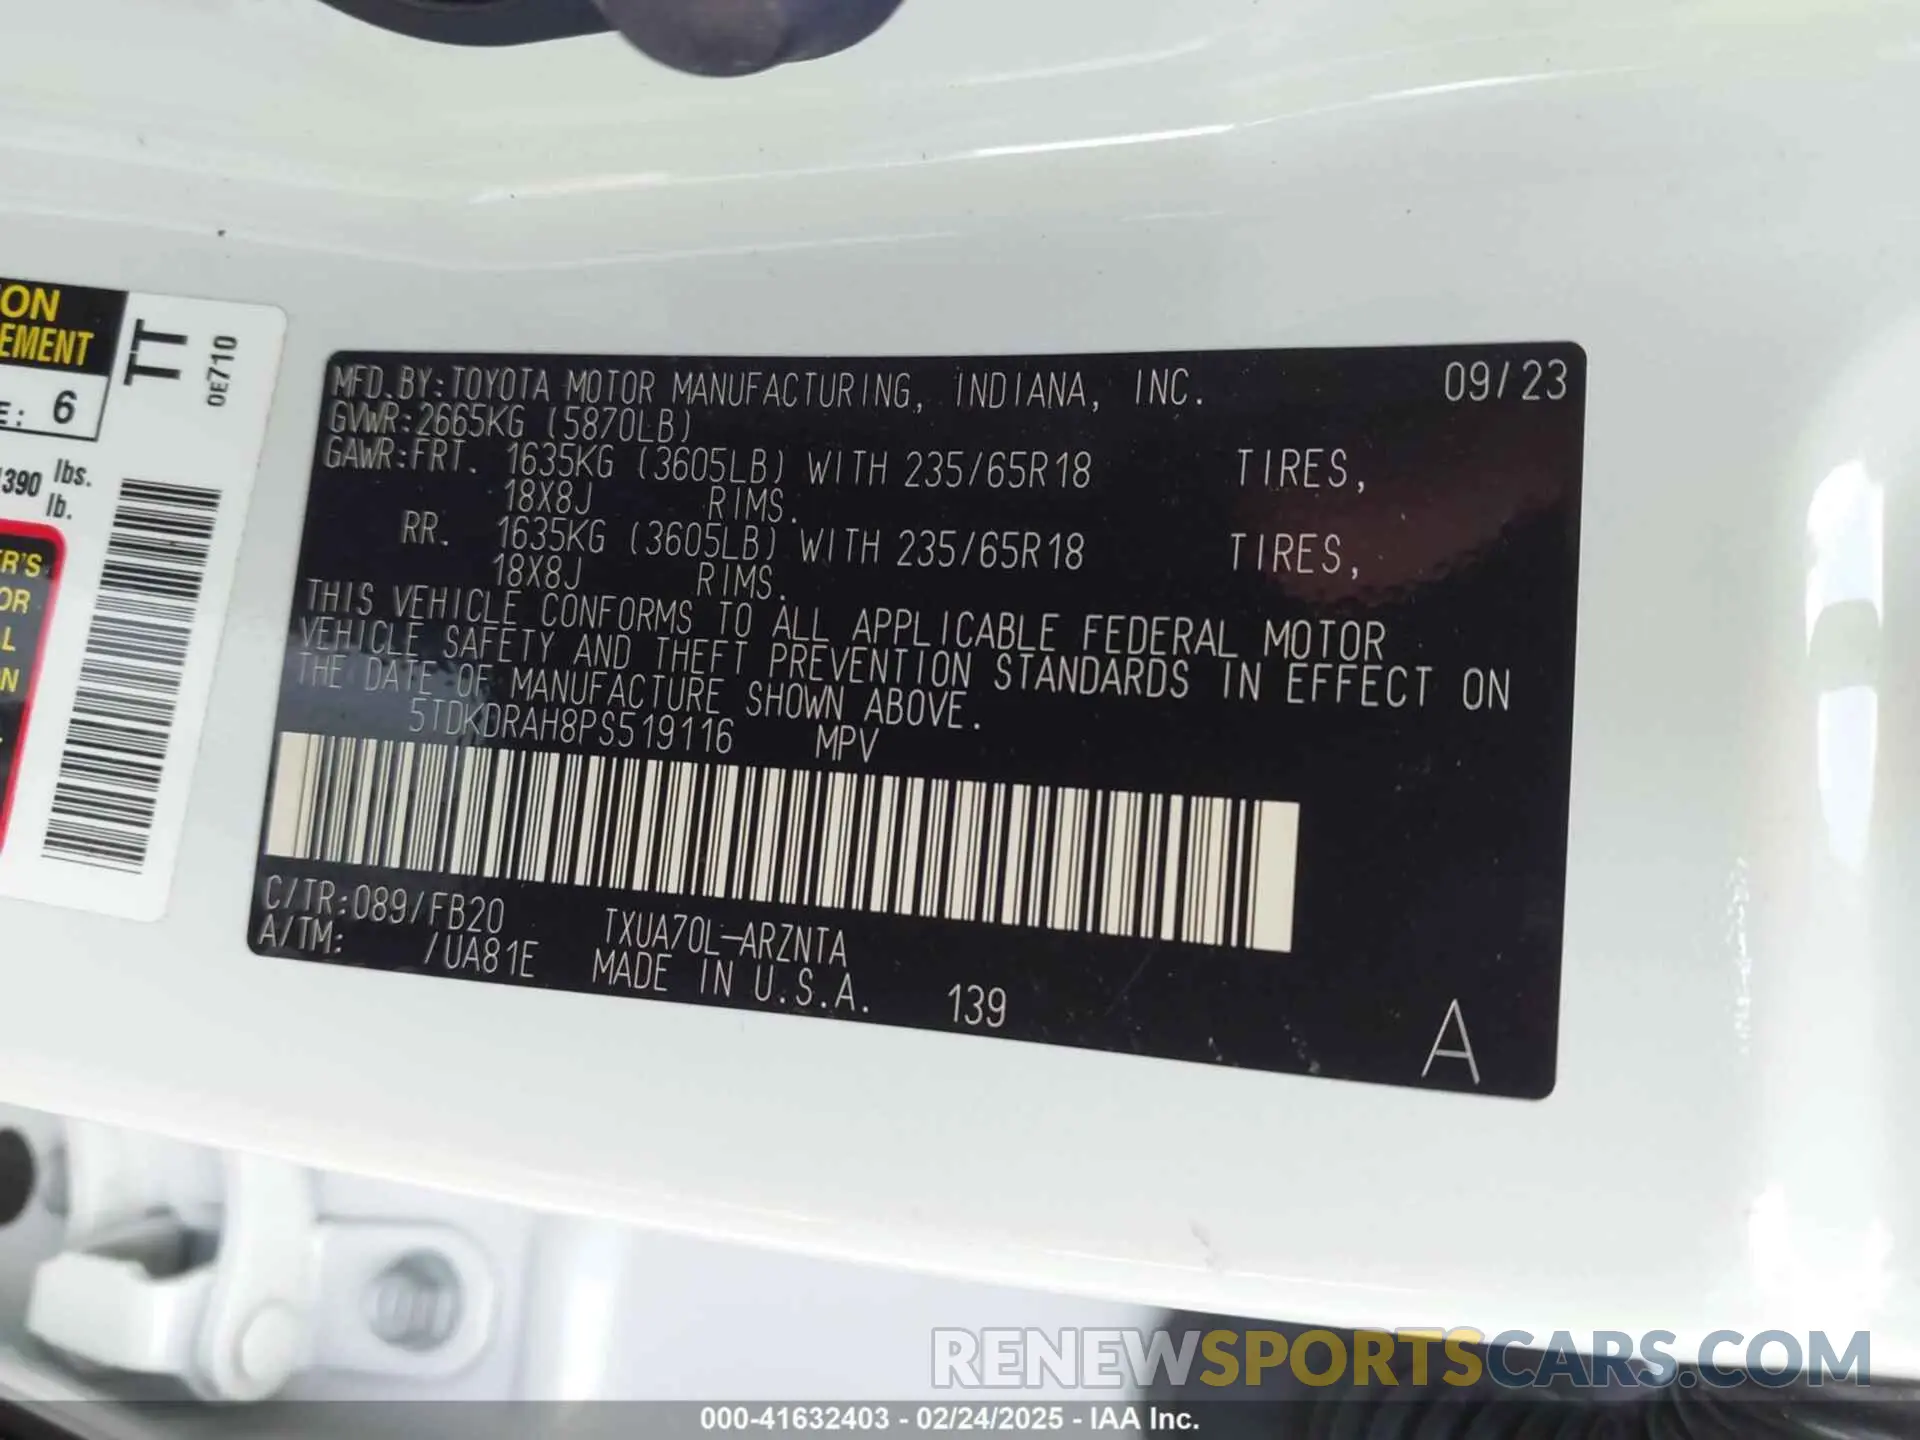 ON
EMENT
E: 6
TT
0E710
390 lbs.
lb.
R'S
OR
L
N
MFD.BY:TOYOTA MOTOR MANUFACTURING, INDIANA, INC. 09/23
GVWR:2665KG (5870LB)
GAWR:FRT. 1635KG (3605LB) WITH 235/65R18 TIRES,
18X8J RIMS.
RR. 1635KG (3605LB) WITH 235/65R18 TIRES,
18X8J RIMS.
THIS VEHICLE CONFORMS TO ALL APPLICABLE FEDERAL MOTOR
VEHICLE SAFETY AND THEFT PREVENTION STANDARDS IN EFFECT ON
THE DATE OF MANUFACTURE SHOWN ABOVE.
5TDKDRAH8PS519116 MPV
C/TR:089/FB20 TXUA70L-ARZNTA
A/TM: /UA81E MADE IN U.S.A. 139
A
RENEWSPORTSCARS.COM
000-41632403 - 02/24/2025 - IAA Inc.